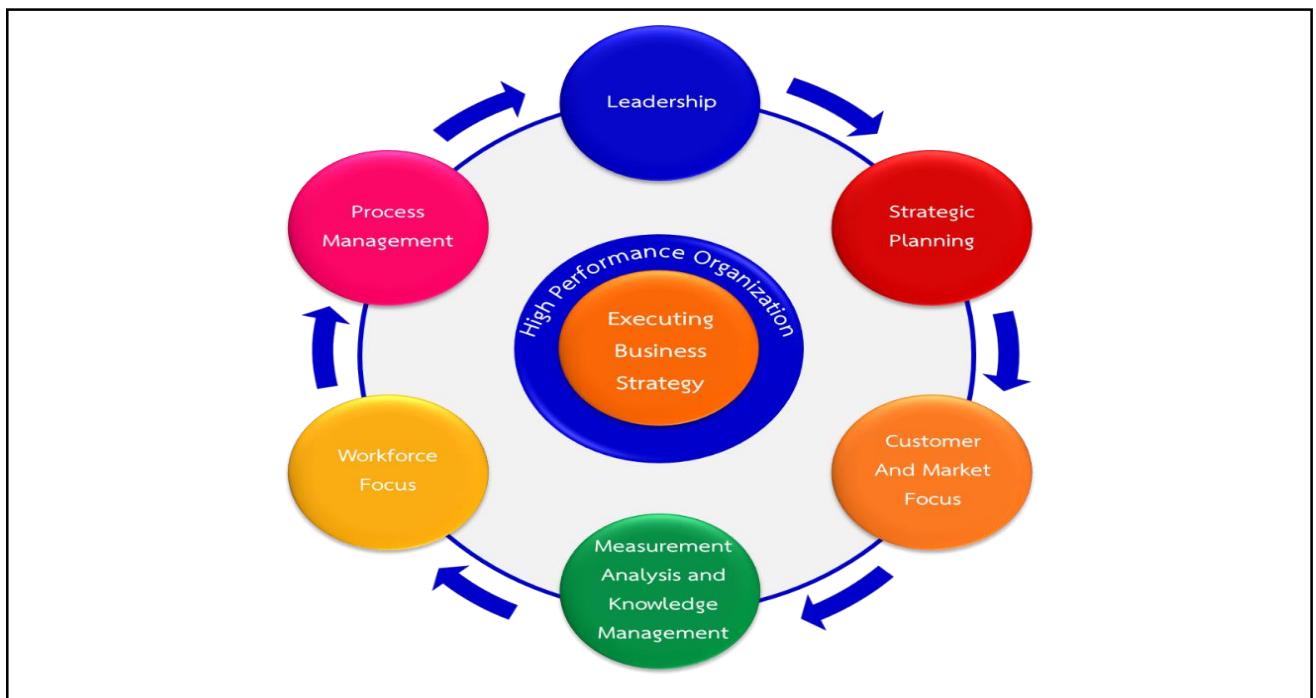 Leadership
Strategic
Planning
Customer
And Market
Focus
Measurement
Analysis and
Knowledge
Management
Workforce
Focus
Process
Management
High Performance Organization
Executing
Business
Strategy